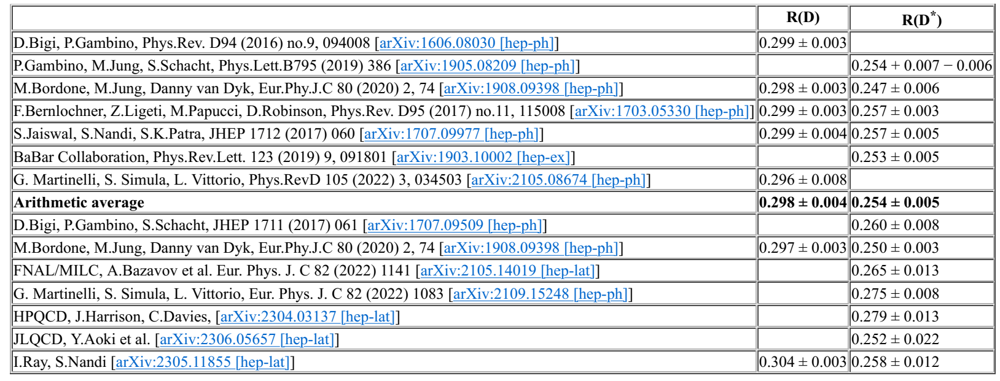 R(D) R(D*)
D.Bigi, P.Gambino, Phys.Rev. D94 (2016) no.9, 094008 [arXiv:1606.08030 [hep-ph]] 0.299 ± 0.003
P.Gambino, M.Jung, S.Schacht, Phys.Lett.B795 (2019) 386 [arXiv:1905.08209 [hep-ph]] 0.254 + 0.007 − 0.006
M.Bordone, M.Jung, Danny van Dyk, Eur.Phy.J.C 80 (2020) 2, 74 [arXiv:1908.09398 [hep-ph]] 0.298 ± 0.003 0.247 ± 0.006
F.Bernlochner, Z.Ligeti, M.Papucci, D.Robinson, Phys.Rev. D95 (2017) no.11, 115008 [arXiv:1703.05330 [hep-ph]] 0.299 ± 0.003 0.257 ± 0.003
S.Jaiswal, S.Nandi, S.K.Patra, JHEP 1712 (2017) 060 [arXiv:1707.09977 [hep-ph]] 0.299 ± 0.004 0.257 ± 0.005
BaBar Collaboration, Phys.Rev.Lett. 123 (2019) 9, 091801 [arXiv:1903.10002 [hep-ex]] 0.253 ± 0.005
G. Martinelli, S. Simula, L. Vittorio, Phys.RevD 105 (2022) 3, 034503 [arXiv:2105.08674 [hep-ph]] 0.296 ± 0.008
Arithmetic average 0.298 ± 0.004 0.254 ± 0.005
D.Bigi, P.Gambino, S.Schacht, JHEP 1711 (2017) 061 [arXiv:1707.09509 [hep-ph]] 0.260 ± 0.008
M.Bordone, M.Jung, Danny van Dyk, Eur.Phy.J.C 80 (2020) 2, 74 [arXiv:1908.09398 [hep-ph]] 0.297 ± 0.003 0.250 ± 0.003
FNAL/MILC, A.Bazavov et al. Eur. Phys. J. C 82 (2022) 1141 [arXiv:2105.14019 [hep-lat]] 0.265 ± 0.013
G. Martinelli, S. Simula, L. Vittorio, Eur. Phys. J. C 82 (2022) 1083 [arXiv:2109.15248 [hep-ph]] 0.275 ± 0.008
HPQCD, J.Harrison, C.Davies, [arXiv:2304.03137 [hep-lat]] 0.279 ± 0.013
JLQCD, Y.Aoki et al. [arXiv:2306.05657 [hep-lat]] 0.252 ± 0.022
I.Ray, S.Nandi [arXiv:2305.11855 [hep-lat]] 0.304 ± 0.003 0.258 ± 0.012